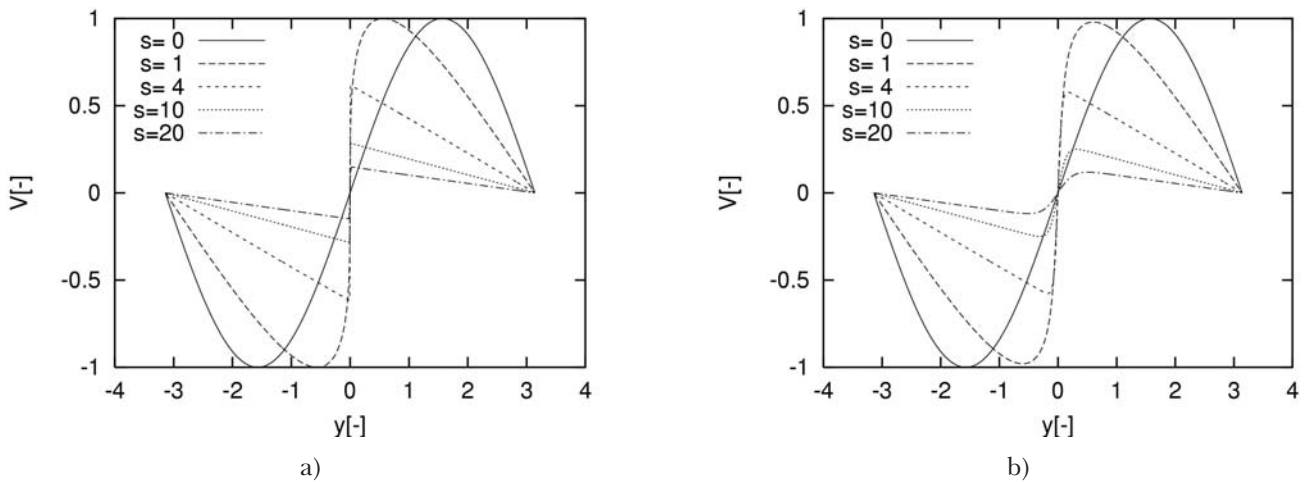 1
0.5
0
-0.5
-1
V[-]
s= 0
s= 1
s= 4
s=10
s=20
-4 -3 -2 -1 0 1 2 3 4
y[-]
a)
1
0.5
0
-0.5
-1
V[-]
s= 0
s= 1
s= 4
s=10
s=20
-4 -3 -2 -1 0 1 2 3 4
y[-]
b)